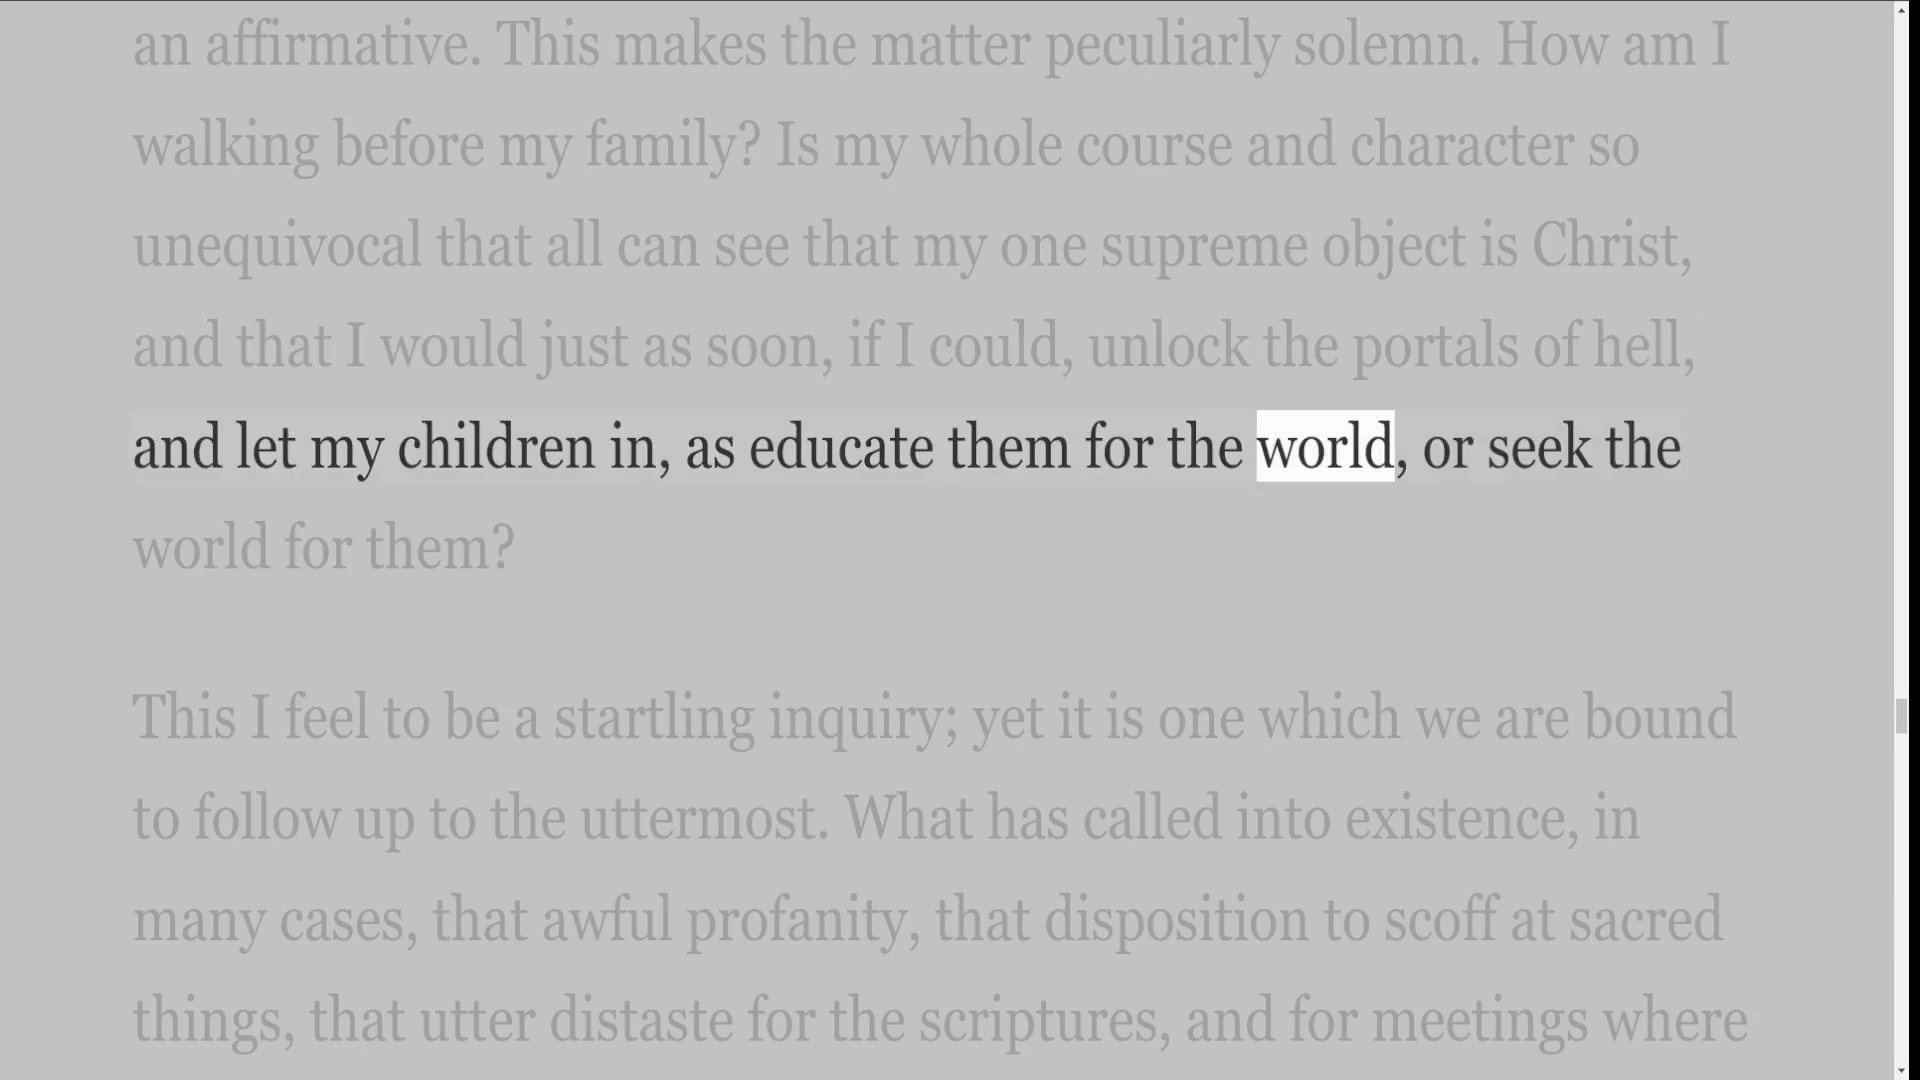 an affirmative. This makes the matter peculiarly solemn. How am I
walking before my family? Is my whole course and character so
unequivocal that all can see that my one supreme object is Christ,
and that I would just as soon, if I could, unlock the portals of hell,
and let my children in, as educate them for the world, or seek the
world for them?
This I feel to be a startling inquiry; yet it is one which we are bound
to follow up to the uttermost. What has called into existence, in
many cases, that awful profanity, that disposition to scoff at sacred
things, that utter distaste for the scriptures, and for meetings where